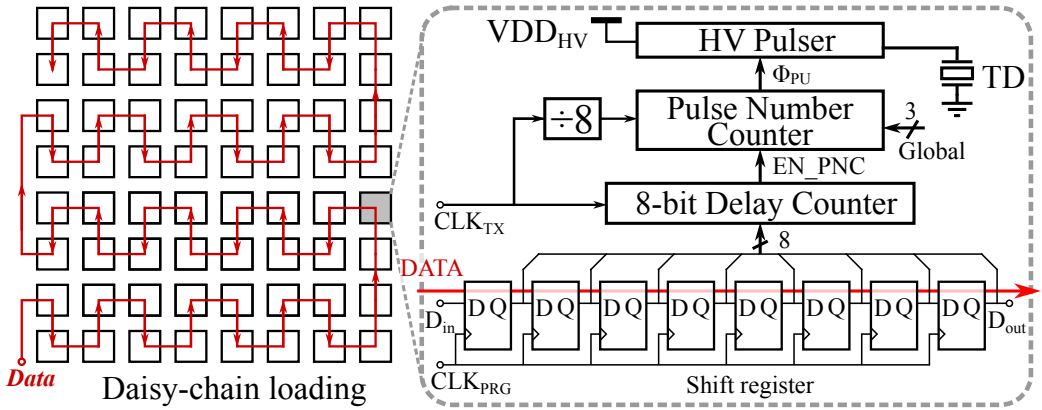 VDD_HV
HV Pulser
TD
Φ_PU
÷8
Pulse Number
Counter
3
Global
EN_PNC
CLK_TX
8-bit Delay Counter
8
DATA
D Q D Q D Q D Q D Q D Q D Q D Q
D_in
D_out
CLK_PRG
Shift register
Data
Daisy-chain loading